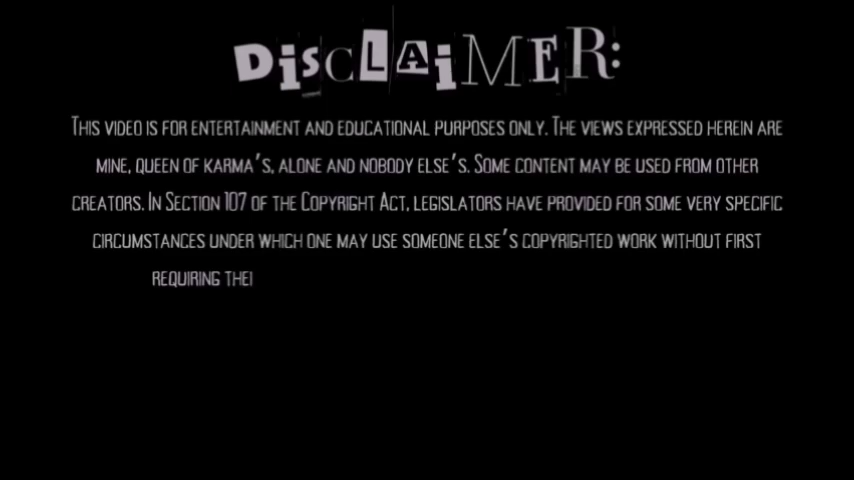 DiSCLAiMER:
THIS VIDEO IS FOR ENTERTAINMENT AND EDUCATIONAL PURPOSES ONLY. THE VIEWS EXPRESSED HEREIN ARE
MINE, QUEEN OF KARMA'S, ALONE AND NOBODY ELSE'S. SOME CONTENT MAY BE USED FROM OTHER
CREATORS. IN SECTION 107 OF THE COPYRIGHT ACT, LEGISLATORS HAVE PROVIDED FOR SOME VERY SPECIFIC
CIRCUMSTANCES UNDER WHICH ONE MAY USE SOMEONE ELSE'S COPYRIGHTED WORK WITHOUT FIRST
REQUIRING THEI